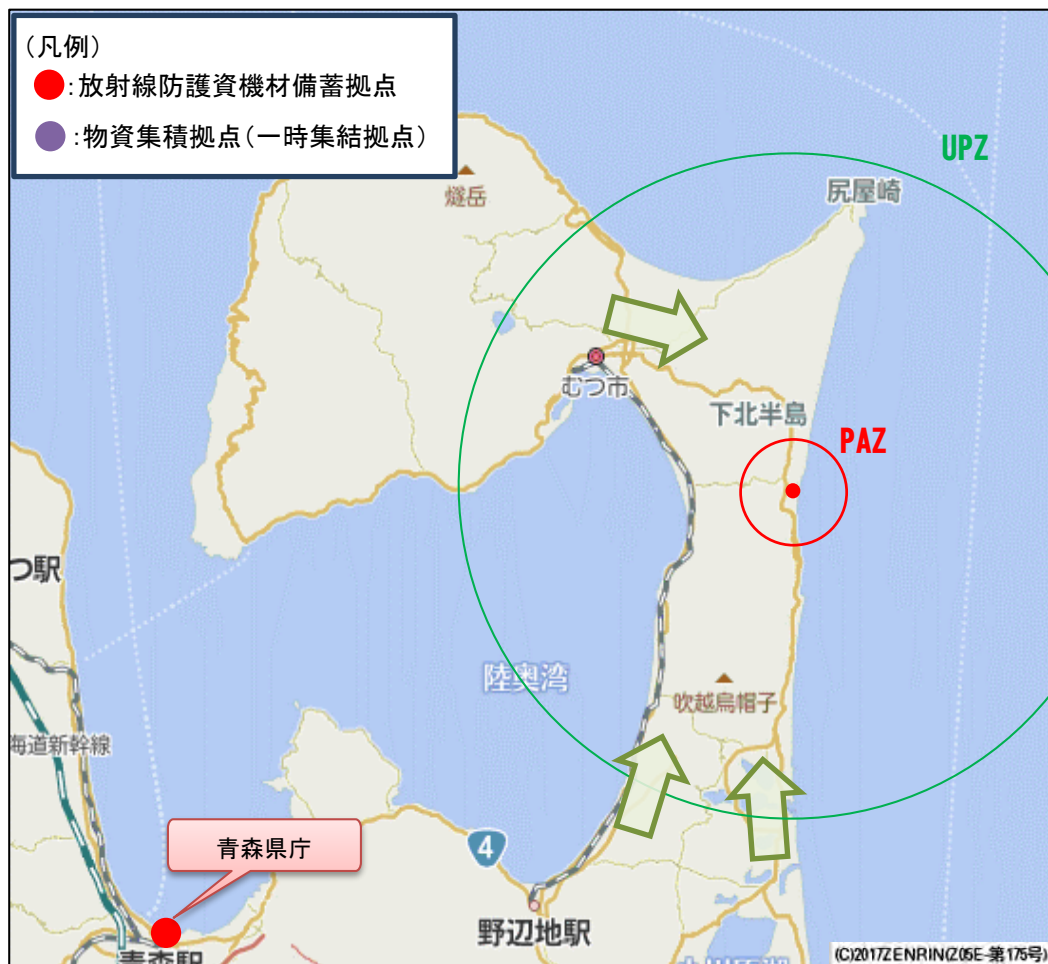 (凡例)
:放射線防護資機材備蓄拠点
:物資集積拠点(一時集結拠点)
UPZ
尻屋崎
燧岳
むつ市
下北半島
PAZ
つ駅
陸奥湾
吹越烏帽子
海道新幹線
青森県庁
4
野辺地駅
青森駅
(C)2017ZENRIN(Z05E-第175号)